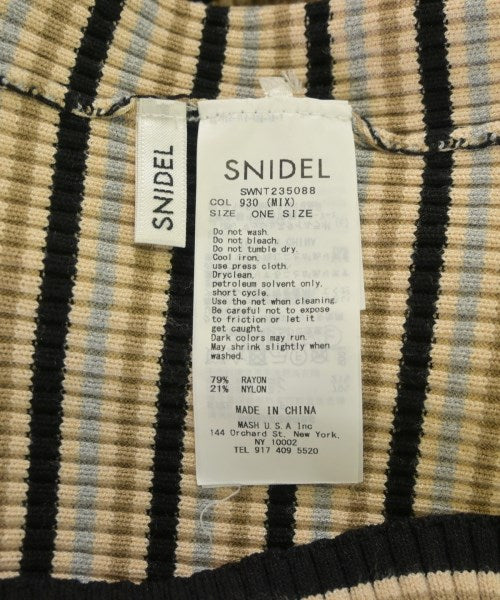 SNIDEL
SNIDEL
SWNT235088
COL 930 (MIX)
SIZE ONE SIZE
Do not wash.
Do not bleach.
Do not tumble dry.
Cool iron,
use press cloth.
Dryclean,
petroleum solvent only,
short cycle.
Use the net when cleaning.
Be careful not to expose
to friction or let it
get caught.
Dark colors may run.
May shrink slightly when
washed.
79% RAYON
21% NYLON
MADE IN CHINA
MASH U.S.A Inc
144 Orchard St. New York,
NY 10002
TEL 917 409 5520